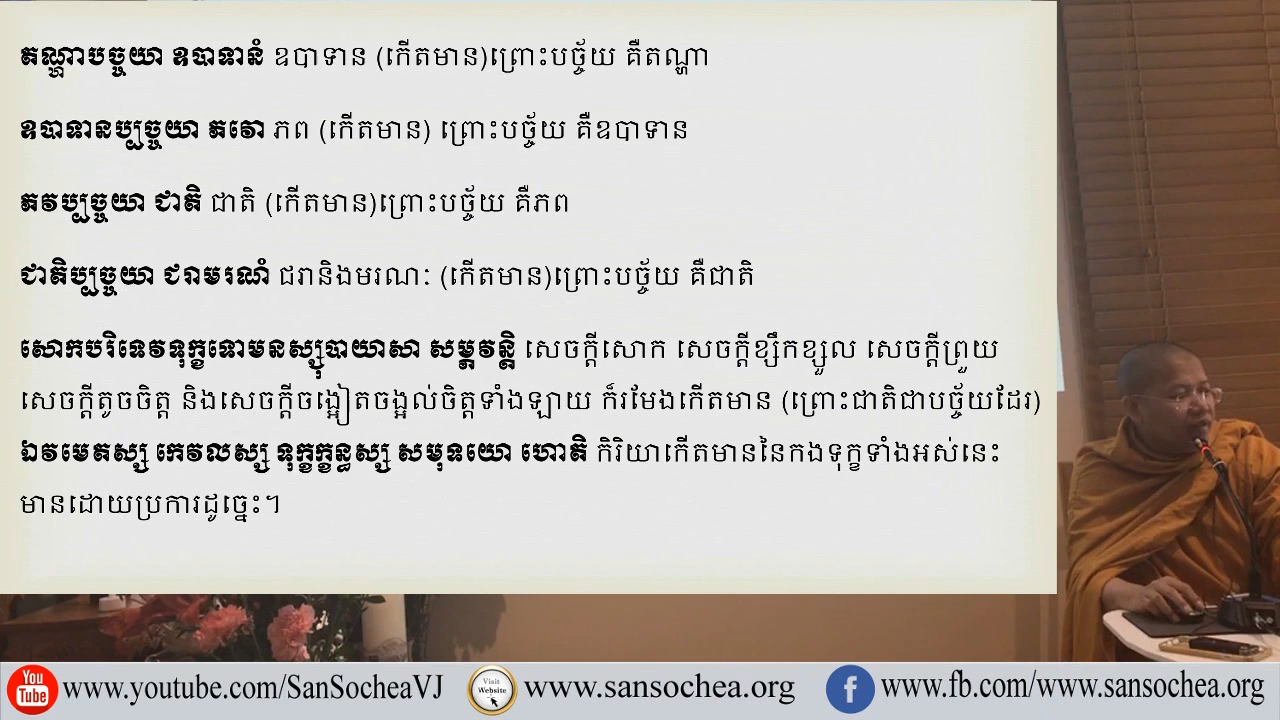 តណ្ហាបច្ចយា ឧបាទានំ ឧបាទាន (កើតមាន)ព្រោះបច្ច័យ គឺតណ្ហា
ឧបាទានប្បច្ចយា ភវោ ភព (កើតមាន) ព្រោះបច្ច័យ គឺឧបាទាន
ភវប្បច្ចយា ជាតិ ជាតិ (កើតមាន)ព្រោះបច្ច័យ គឺភព
ជាតិប្បច្ចយា ជរាមរណំ ជរានិងមរណៈ (កើតមាន)ព្រោះបច្ច័យ គឺជាតិ
សោកបរិទេវទុក្ខទោមនស្សុបាយាសា សម្ភវន្តិ សេចក្តីសោក សេចក្តីខ្សឹកខ្សួល សេចក្តីព្រួយ
សេចក្តីតូចចិត្ត និងសេចក្តីចង្អៀតចង្អល់ចិត្តទាំងឡាយ ក៏រមែងកើតមាន (ព្រោះជាតិជាបច្ច័យដែរ)
ឯវមេតស្ស កេវលស្ស ទុក្ខក្ខន្ធស្ស សមុទយោ ហោតិ កិរិយាកើតមាននៃកងទុក្ខទាំងអស់នេះ
មានដោយប្រការដូច្នេះ។
You Tube www.youtube.com/SanSocheaVJ Visit Website www.sansochea.org f www.fb.com/www.sansochea.org